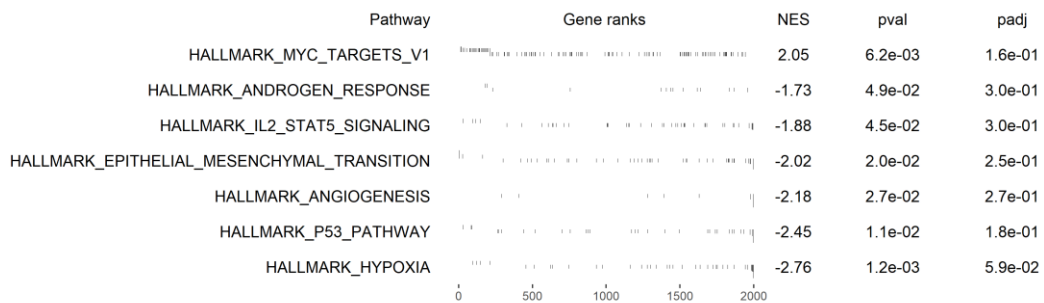 Pathway Gene ranks NES pval padj
HALLMARK_MYC_TARGETS_V1 2.05 6.2e-03 1.6e-01
HALLMARK_ANDROGEN_RESPONSE -1.73 4.9e-02 3.0e-01
HALLMARK_IL2_STAT5_SIGNALING -1.88 4.5e-02 3.0e-01
HALLMARK_EPITHELIAL_MESENCHYMAL_TRANSITION -2.02 2.0e-02 2.5e-01
HALLMARK_ANGIOGENESIS -2.18 2.7e-02 2.7e-01
HALLMARK_P53_PATHWAY -2.45 1.1e-02 1.8e-01
HALLMARK_HYPOXIA -2.76 1.2e-03 5.9e-02
0 500 1000 1500 2000